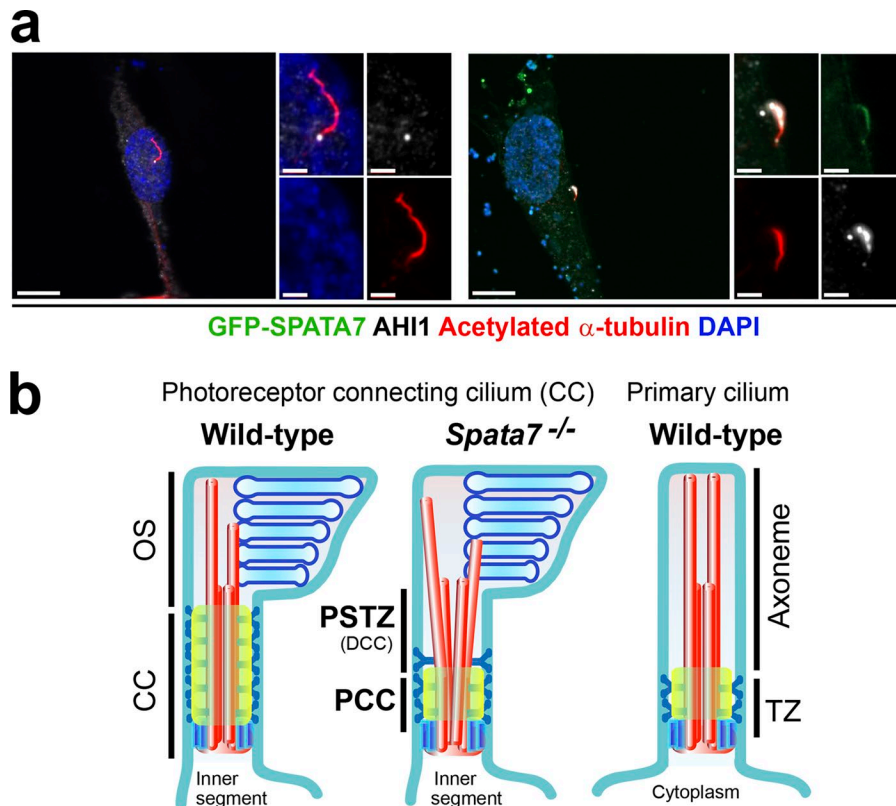 a
GFP-SPATA7 AHI1 Acetylated α-tubulin DAPI
b
Photoreceptor connecting cilium (CC) Primary cilium
Wild-type Spata7 -/- Wild-type
OS
CC
PSTZ
(DCC)
PCC
Axoneme
TZ
Inner
segment
Inner
segment
Cytoplasm